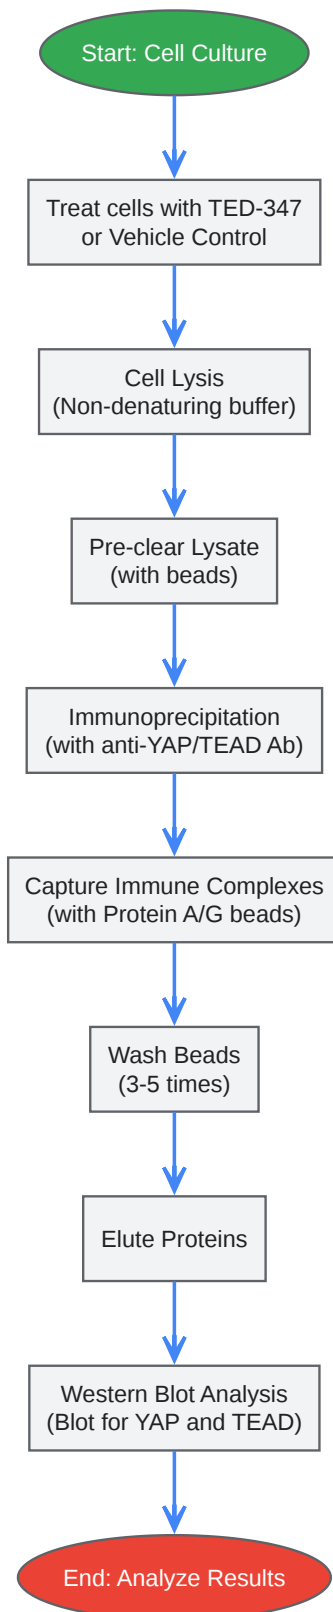 Start: Cell Culture
Treat cells with TED-347
or Vehicle Control
Cell Lysis
(Non-denaturing buffer)
Pre-clear Lysate
(with beads)
Immunoprecipitation
(with anti-YAP/TEAD Ab)
Capture Immune Complexes
(with Protein A/G beads)
Wash Beads
(3-5 times)
Elute Proteins
Western Blot Analysis
(Blot for YAP and TEAD)
End: Analyze Results